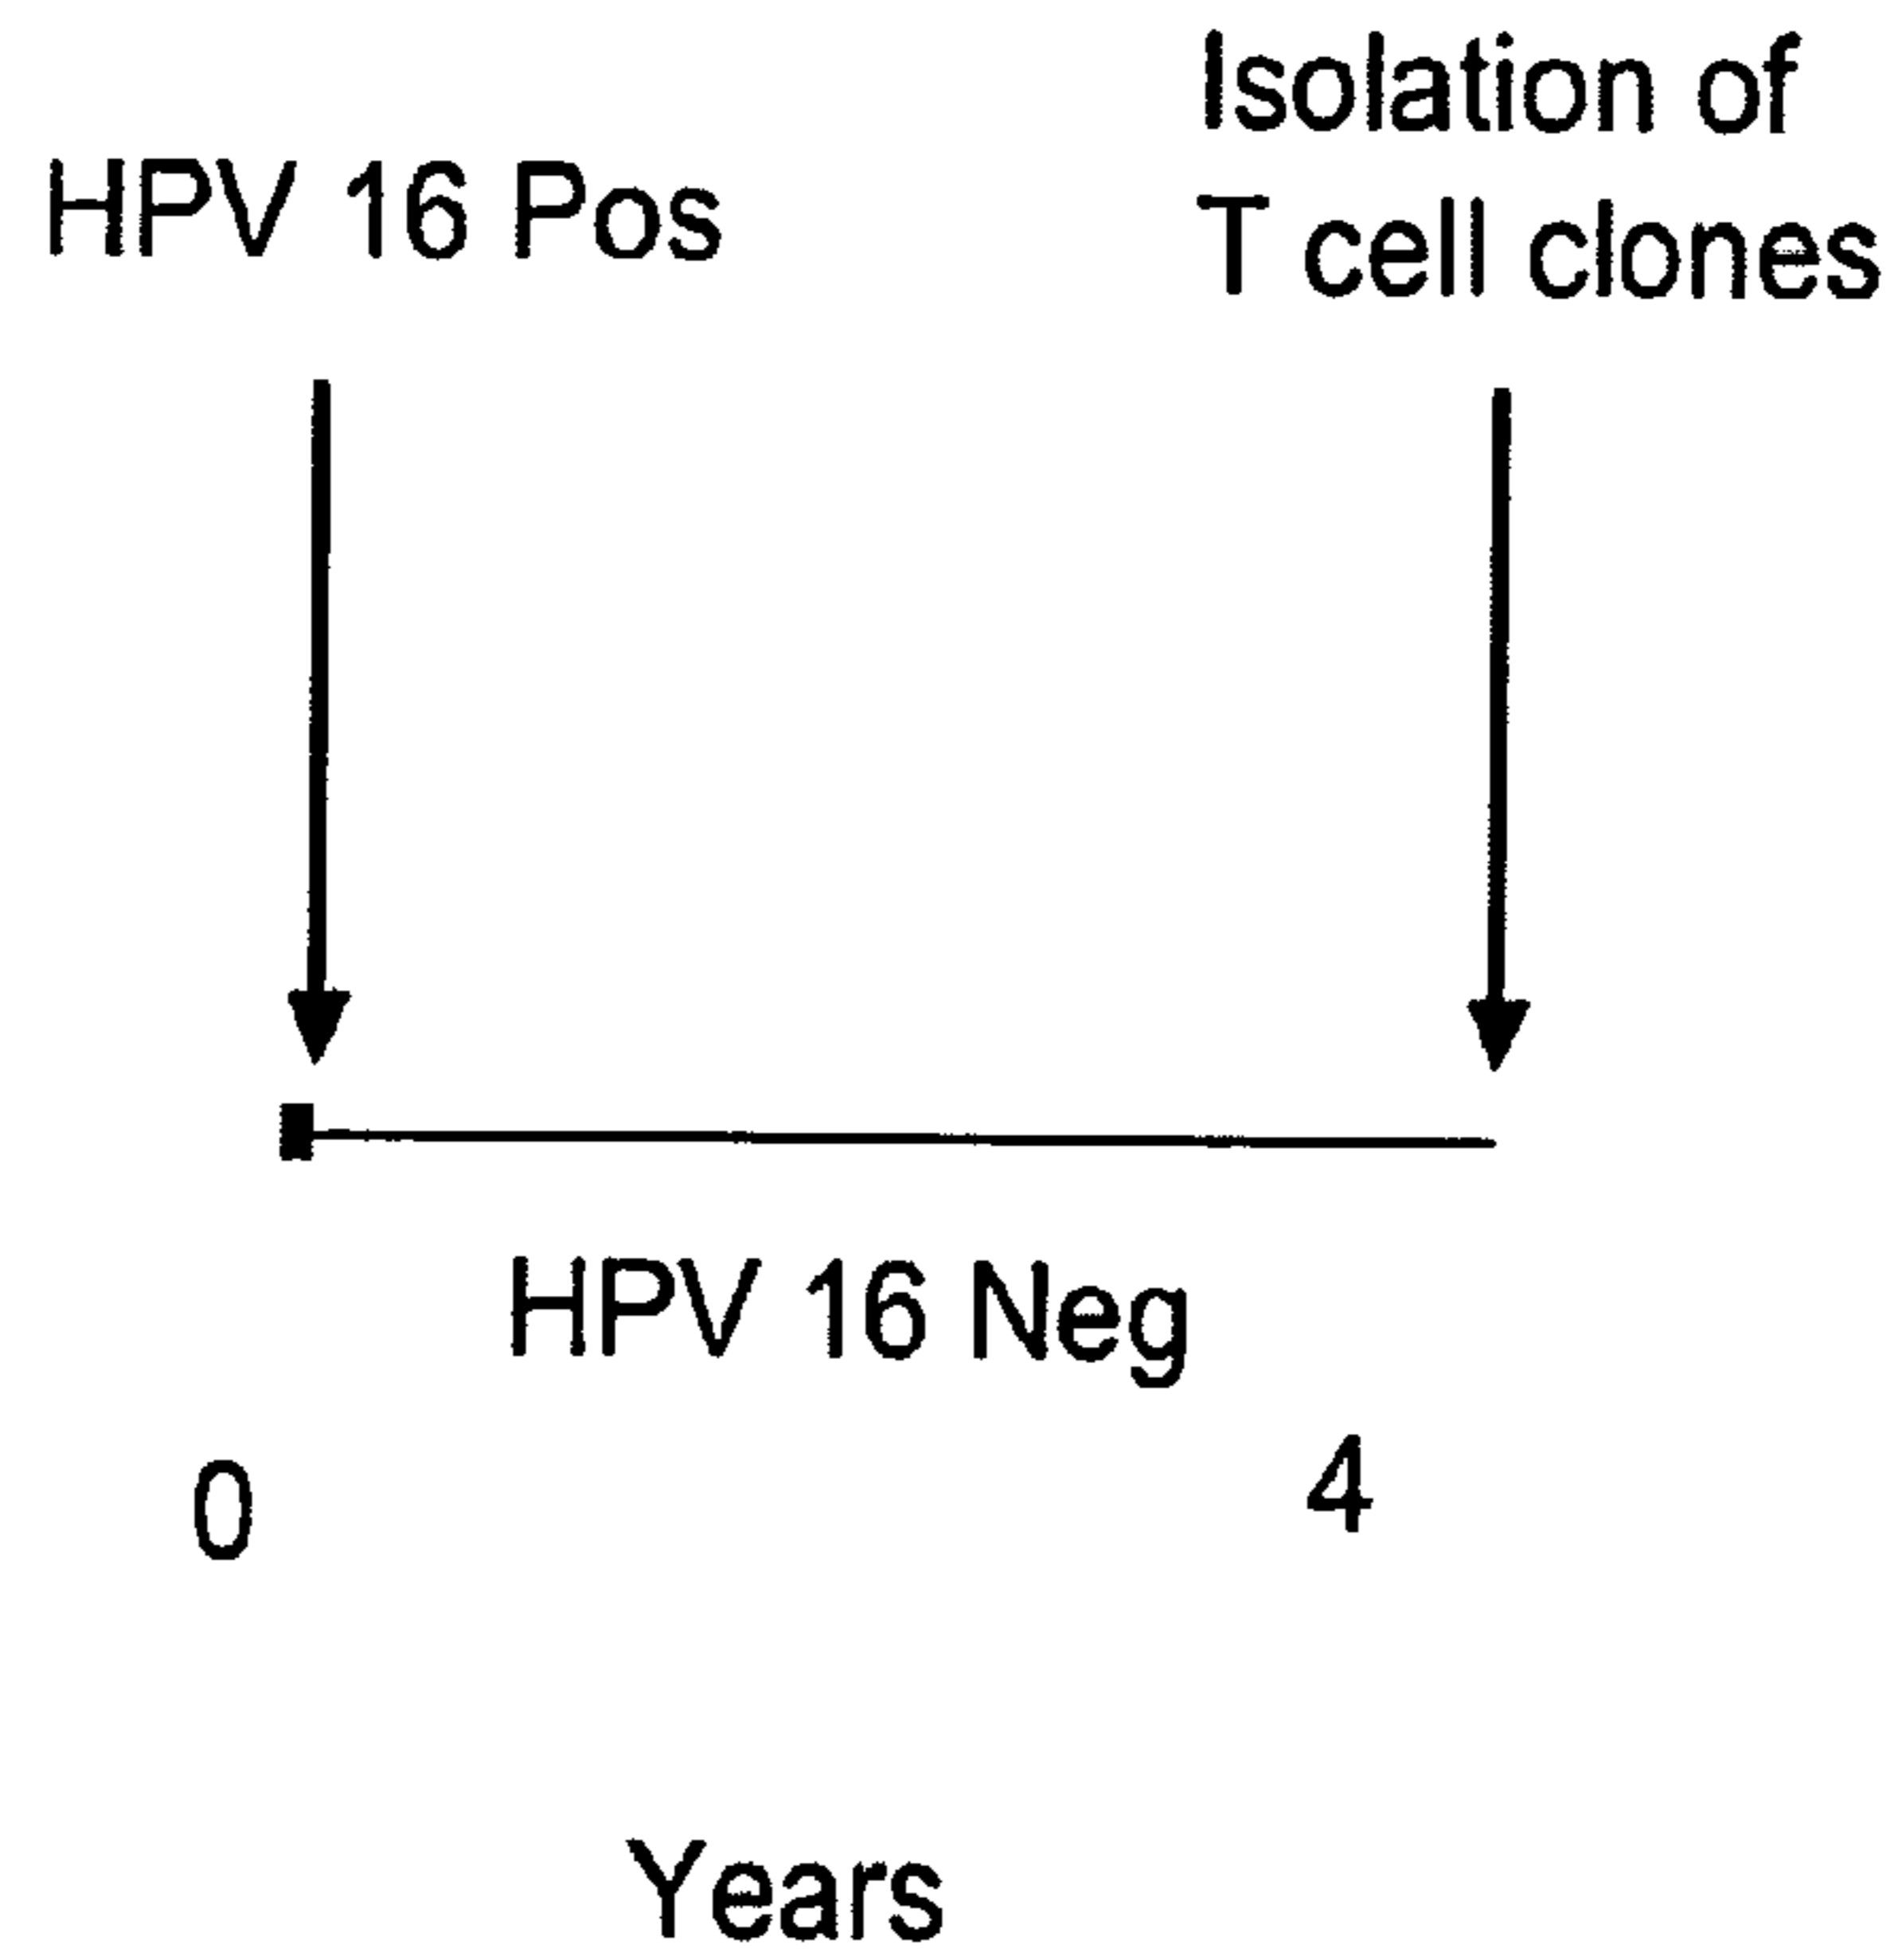 HPV 16 Pos
Isolation of
T cell clones
HPV 16 Neg
0
4
Years